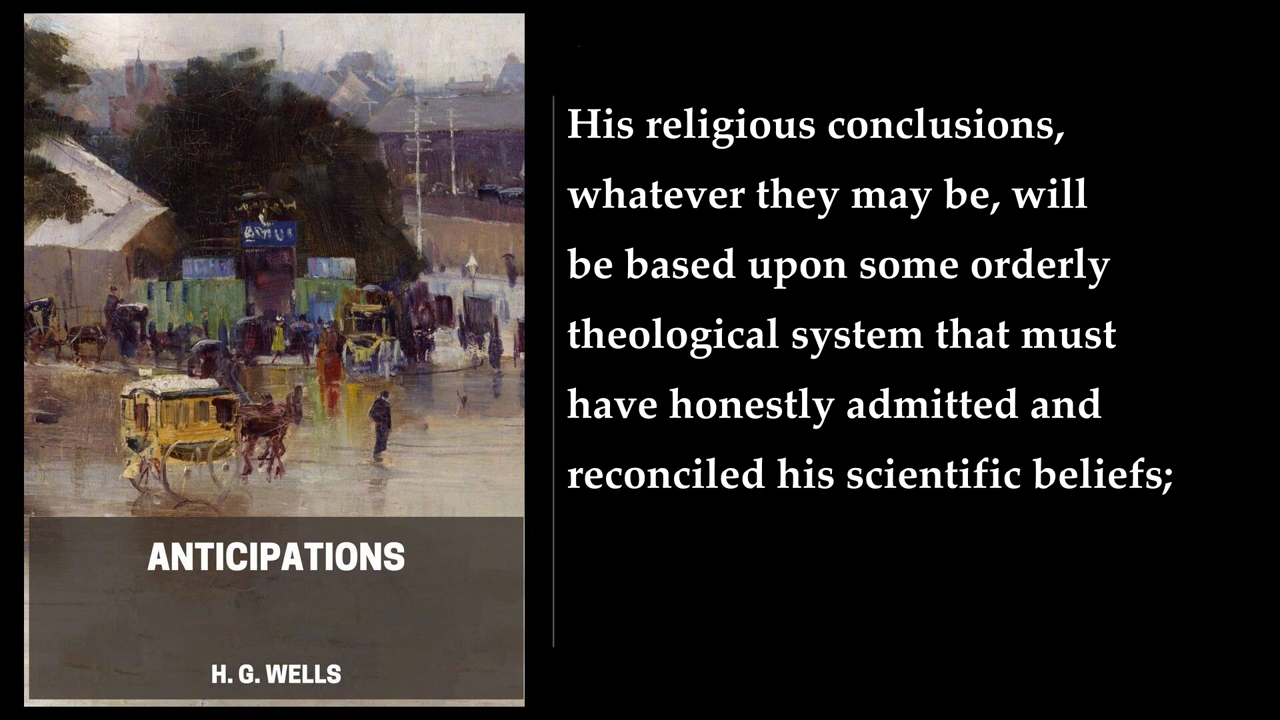 His religious conclusions,
whatever they may be, will
be based upon some orderly
theological system that must
have honestly admitted and
reconciled his scientific beliefs;
ANTICIPATIONS
H. G. WELLS